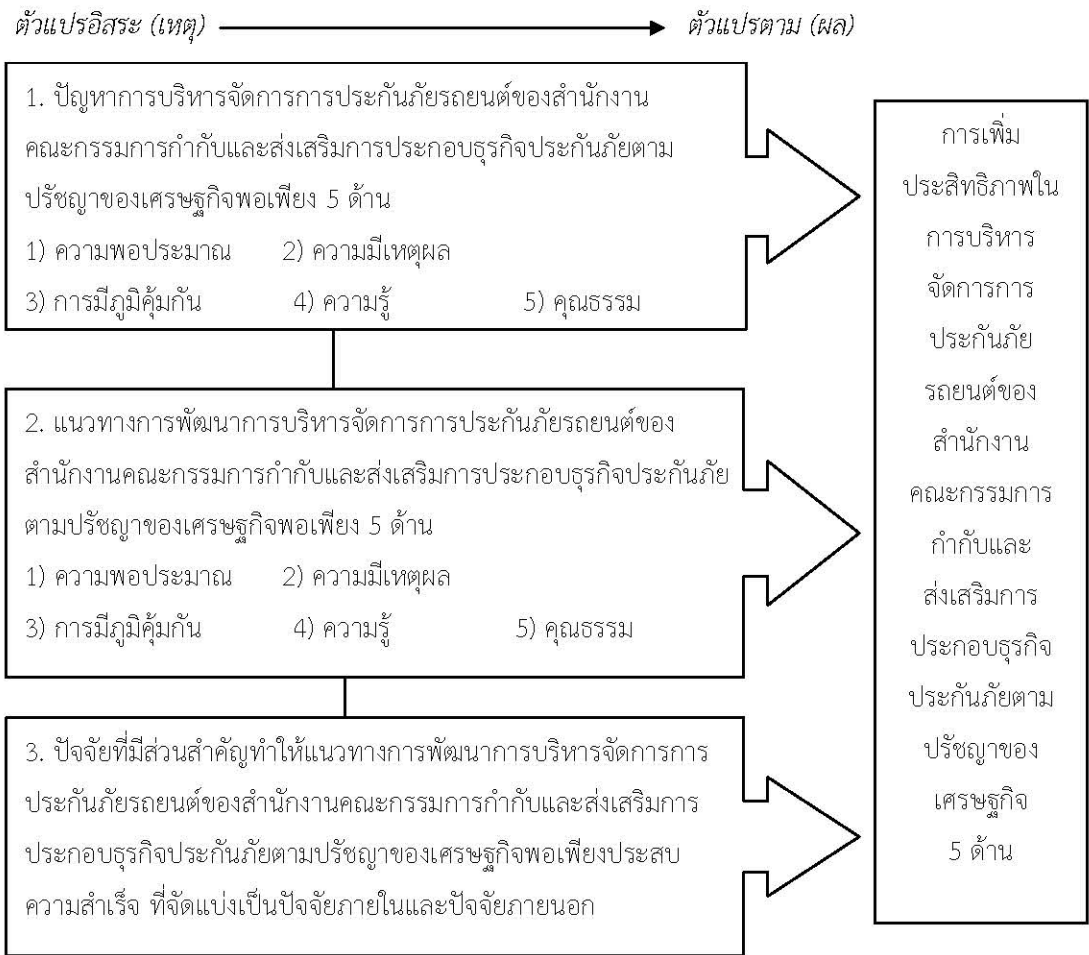 ตัวแปรอิสระ (เหตุ) ตัวแปรตาม (ผล)
1. ปัญหาการบริหารจัดการการประกันภัยรถยนต์ของสำนักงาน
คณะกรรมการกำกับและส่งเสริมการประกอบธุรกิจประกันภัยตาม
ปรัชญาของเศรษฐกิจพอเพียง 5 ด้าน
1) ความพอประมาณ 2) ความมีเหตุผล
3) การมีภูมิคุ้มกัน 4) ความรู้ 5) คุณธรรม
2. แนวทางการพัฒนาการบริหารจัดการการประกันภัยรถยนต์ของ
สำนักงานคณะกรรมการกำกับและส่งเสริมการประกอบธุรกิจประกันภัย
ตามปรัชญาของเศรษฐกิจพอเพียง 5 ด้าน
1) ความพอประมาณ 2) ความมีเหตุผล
3) การมีภูมิคุ้มกัน 4) ความรู้ 5) คุณธรรม
3. ปัจจัยที่มีส่วนสำคัญทำให้แนวทางการพัฒนาการบริหารจัดการการ
ประกันภัยรถยนต์ของสำนักงานคณะกรรมการกำกับและส่งเสริมการ
ประกอบธุรกิจประกันภัยตามปรัชญาของเศรษฐกิจพอเพียงประสบ
ความสำเร็จ ที่จัดแบ่งเป็นปัจจัยภายในและปัจจัยภายนอก
การเพิ่ม
ประสิทธิภาพใน
การบริหาร
จัดการการ
ประกันภัย
รถยนต์ของ
สำนักงาน
คณะกรรมการ
กำกับและ
ส่งเสริมการ
ประกอบธุรกิจ
ประกันภัยตาม
ปรัชญาของ
เศรษฐกิจ
5 ด้าน